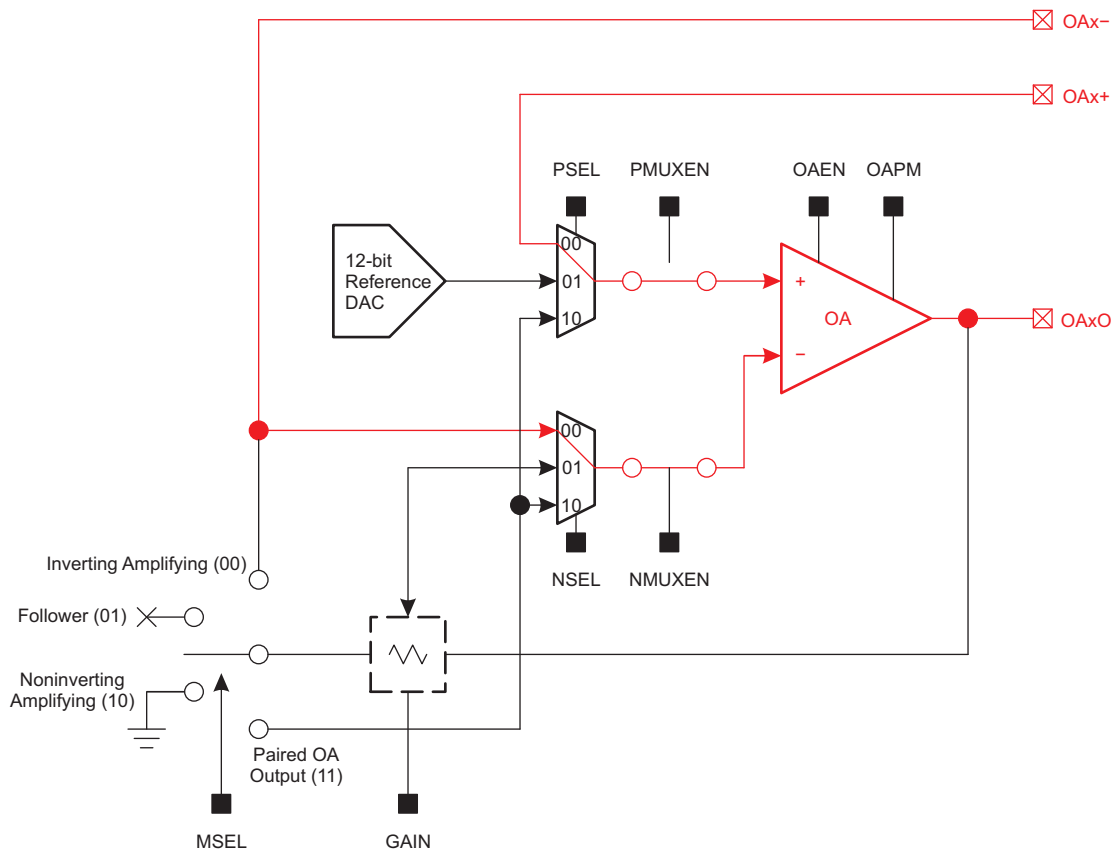 OAx−
OAx+
PSEL
PMUXEN
OAEN
OAPM
00
12-bit
Reference
DAC
01
+
10
OA
OAxO
−
00
01
10
Inverting Amplifying (00)
NSEL
NMUXEN
Follower (01)
Noninverting
Amplifying (10)
Paired OA
Output (11)
MSEL
GAIN